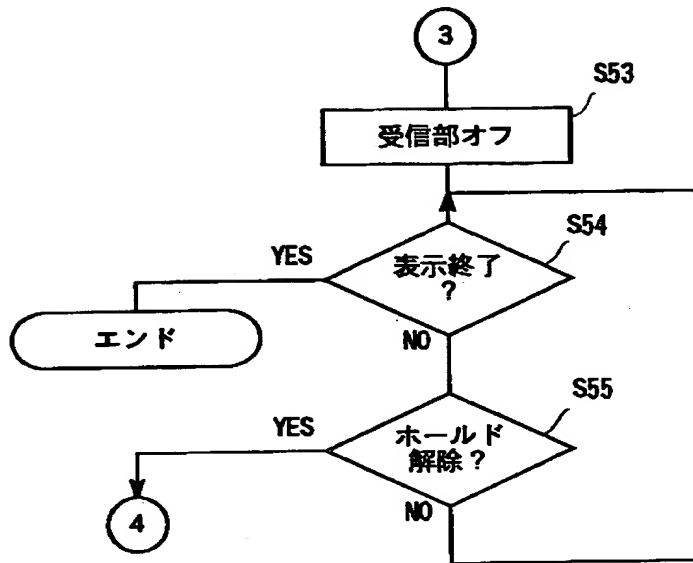 3
S53
受信部オフ
S54
YES
表示終了
?
エンド
NO
S55
YES
ホールド
解除?
4
NO